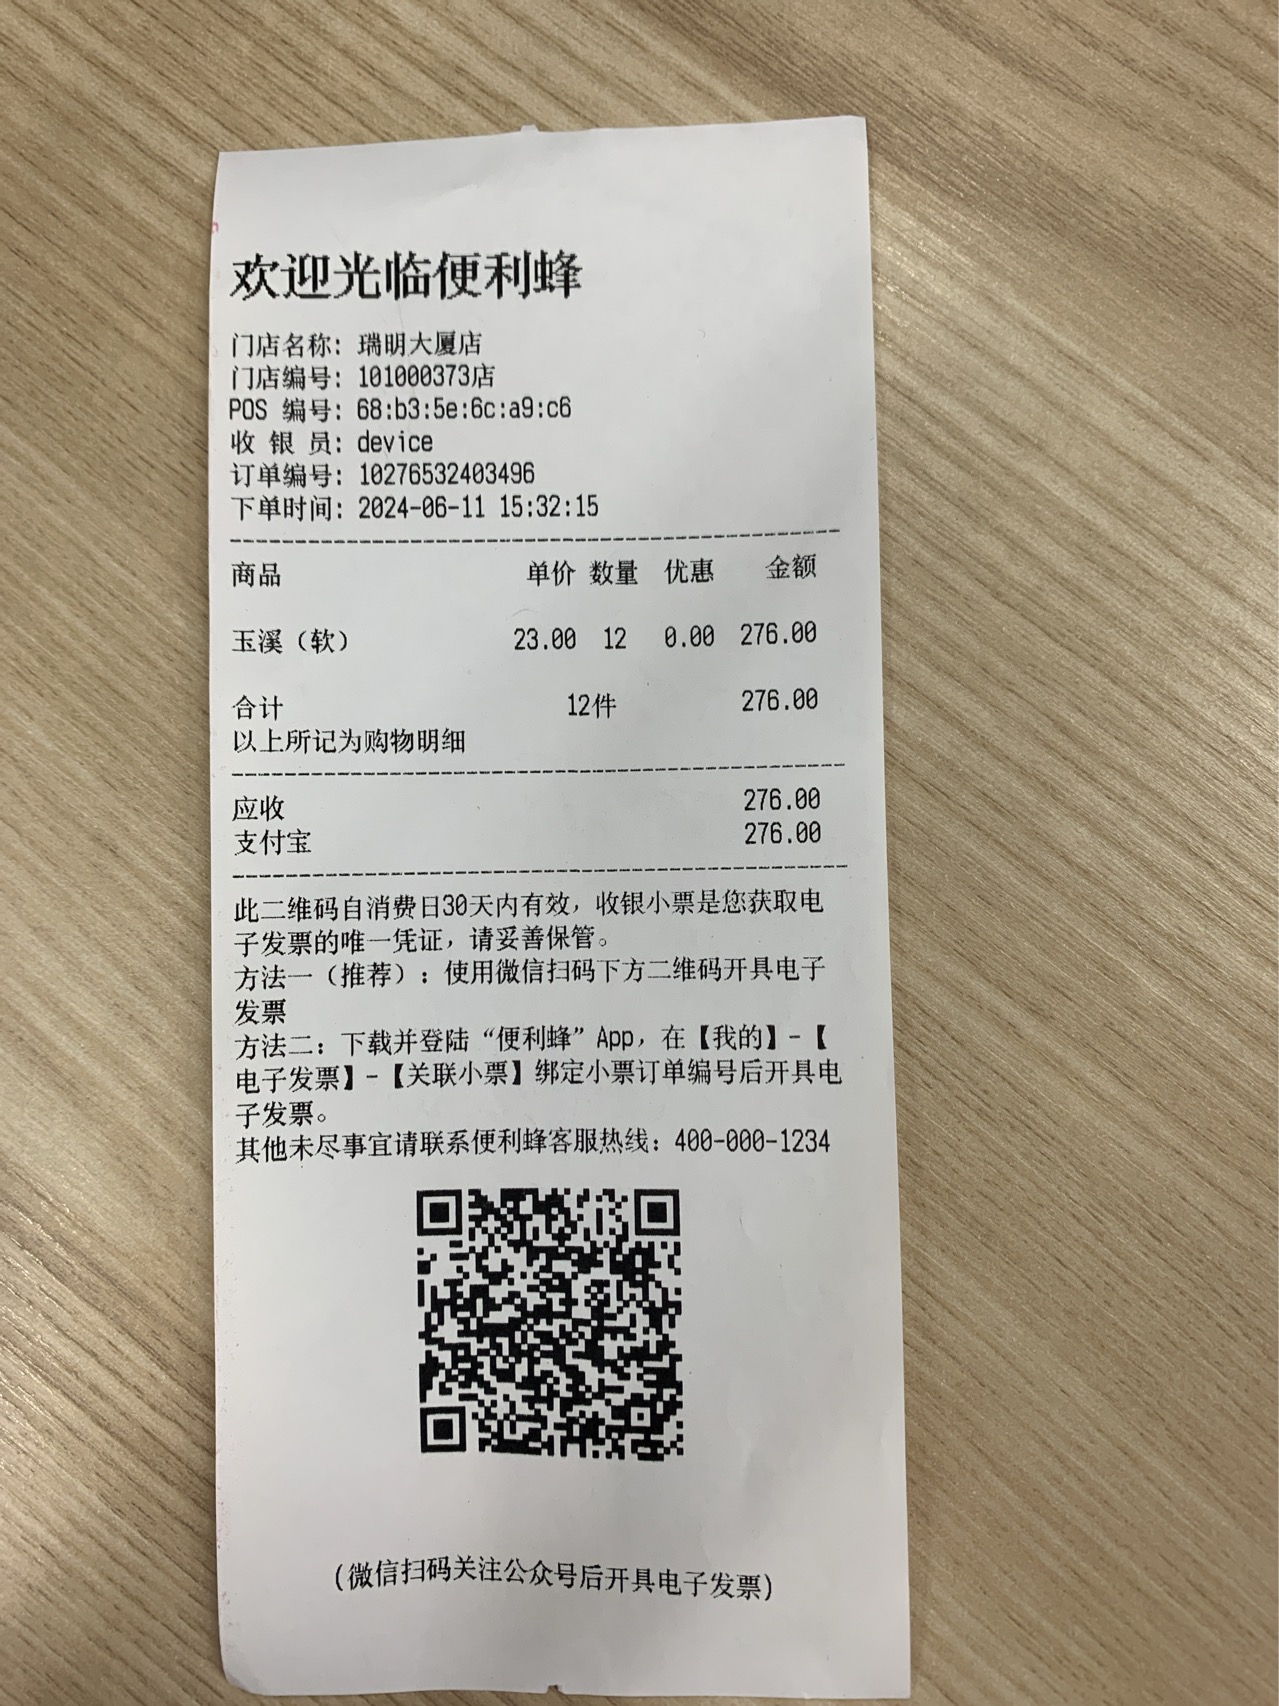 欢迎光临便利蜂
门店名称: 瑞明大厦店
门店编号: 101000373店
POS 编号: 68:b3:5e:6c:a9:c6
收 银 员: device
订单编号: 10276532403496
下单时间: 2024-06-11 15:32:15
商品 单价 数量 优惠 金额
玉溪（软） 23.00 12 0.00 276.00
合计 12件 276.00
以上所记为购物明细
应收 276.00
支付宝 276.00
此二维码自消费日30天内有效，收银小票是您获取电
子发票的唯一凭证，请妥善保管。
方法一（推荐）：使用微信扫码下方二维码开具电子
发票
方法二：下载并登陆“便利蜂”App，在【我的】-【
电子发票】-【关联小票】绑定小票订单编号后开具电
子发票。
其他未尽事宜请联系便利蜂客服热线：400-000-1234
(微信扫码关注公众号后开具电子发票)